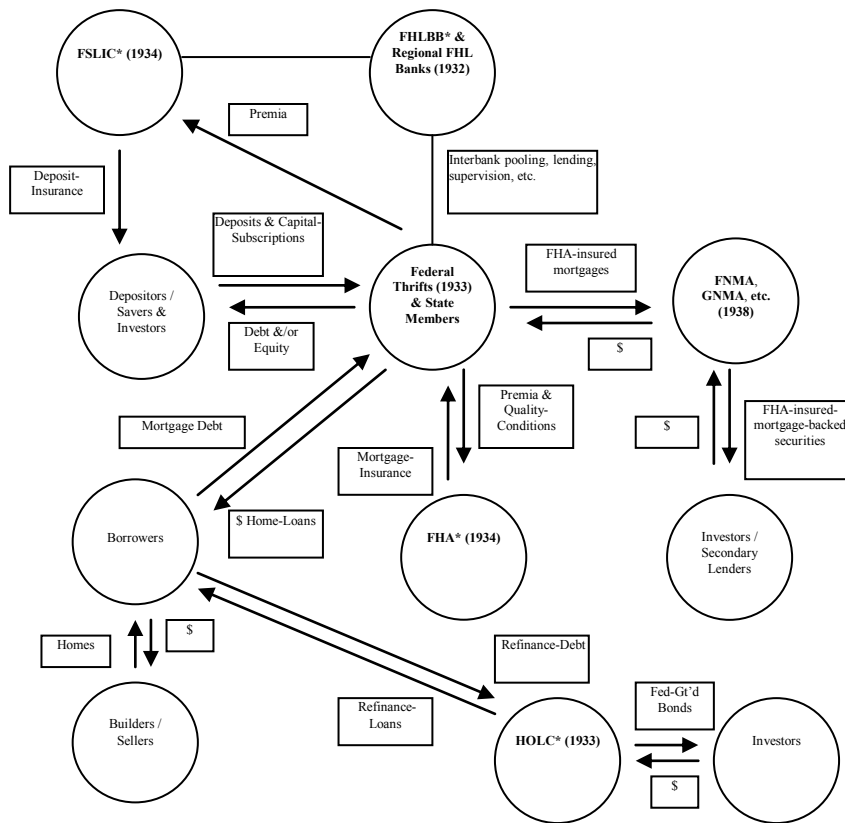 FSLIC* (1934)
FHLBB* &
Regional FHL
Banks (1932)
Premia
Interbank pooling, lending,
supervision, etc.
Deposit-
Insurance
Deposits & Capital-
Subscriptions
FHA-insured
mortgages
Depositors /
Savers &
Investors
Federal
Thrifts (1933)
& State
Members
FNMA,
GNMA, etc.
(1938)
Debt &/or
Equity
$
Mortgage Debt
Premia &
Quality-
Conditions
$
FHA-insured-
mortgage-backed
securities
Mortgage-
Insurance
$ Home-Loans
Borrowers
FHA* (1934)
Investors /
Secondary
Lenders
Homes
$
Refinance-Debt
Refinance-
Loans
Fed-Gt'd
Bonds
Builders /
Sellers
HOLC* (1933)
Investors
$